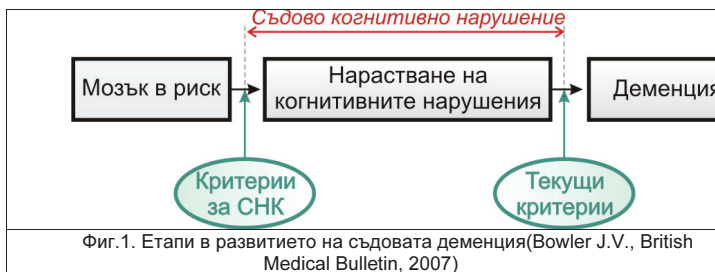 Съдово когнитивно нарушение
Мозък в риск
Нарастване на
когнитивните нарушения
Деменция
Критерии
за СНК
Текущи
критерии
Фиг.1. Етапи в развитието на съдовата деменция(Bowler J.V., British
Medical Bulletin, 2007)